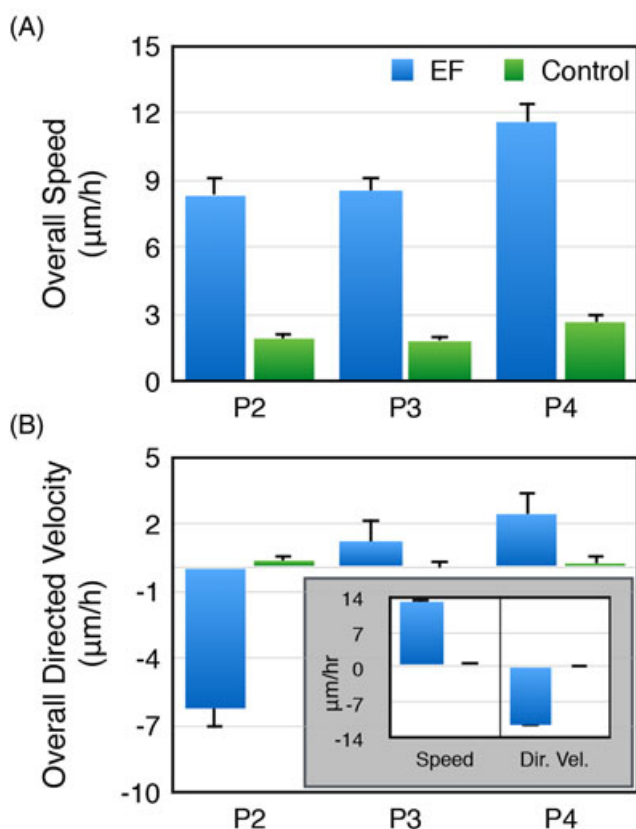 (A)
Overall Speed
(μm/h)
15
12
9
6
3
0
EF
Control
P2
P3
P4
(B)
Overall Directed Velocity
(μm/h)
5
2
-1
-4
-7
-10
μm/hr
14
7
0
-7
-14
Speed
Dir. Vel.
P2
P3
P4